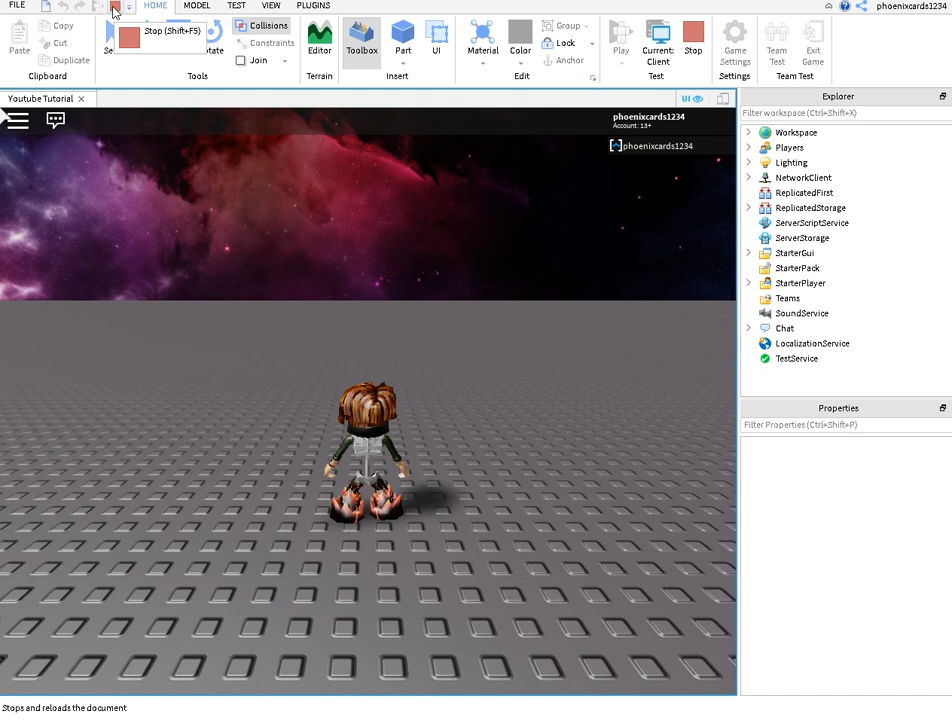 FILE HOME MODEL TEST VIEW PLUGINS phoenixcards1234
Stop (Shift+F5)
Paste
Copy
Cut
Duplicate
Clipboard
Collisions
Constraints
Join
Tools
Editor
Terrain
Toolbox
Part
UI
Insert
Material
Color
Group
Lock
Anchor
Edit
Play
Current:
Client
Stop
Test
Game
Settings
Settings
Team
Test
Exit
Game
Team Test
Youtube Tutorial
UI
phoenixcards1234
Account: 13+
phoenixcards1234
Explorer
Filter workspace (Ctrl+Shift+X)
Workspace
Players
Lighting
NetworkClient
ReplicatedFirst
ReplicatedStorage
ServerScriptService
ServerStorage
StarterGui
StarterPack
StarterPlayer
Teams
SoundService
Chat
LocalizationService
TestService
Properties
Filter Properties (Ctrl+Shift+P)
Stops and reloads the document